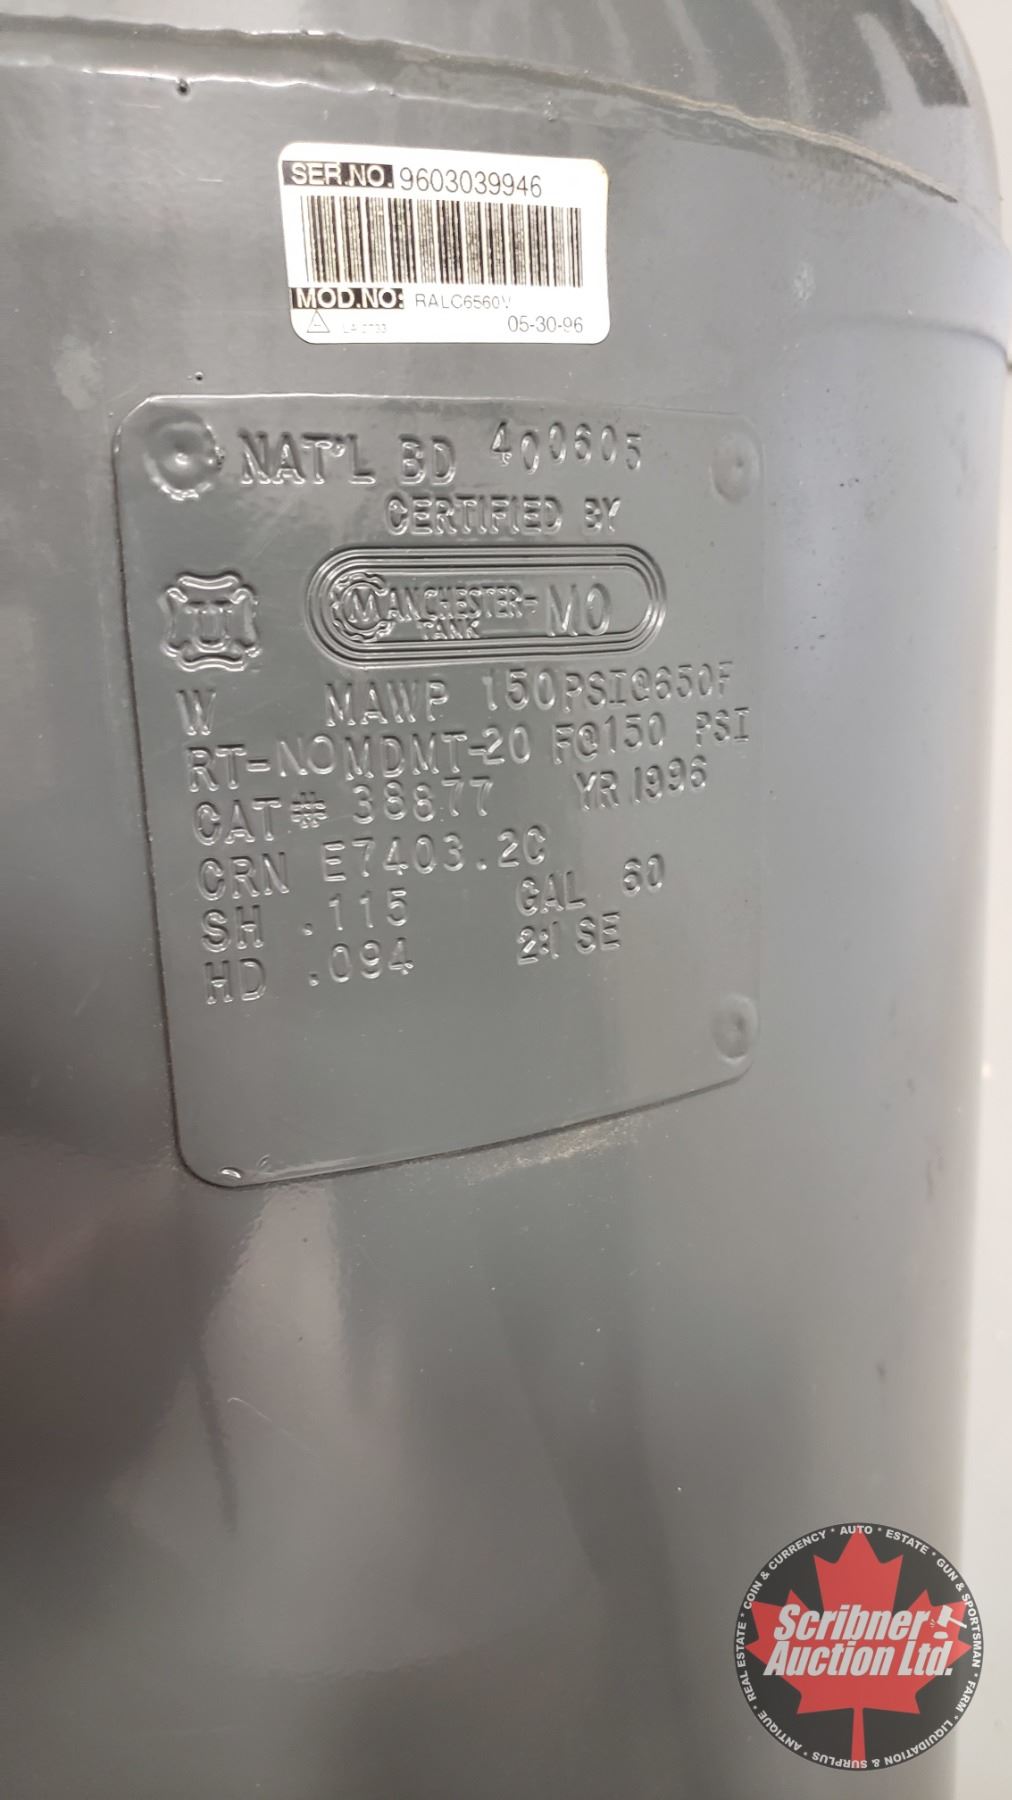 SER.NO. 9603039946
MOD.NO: RALC6560V
05-30-96
NAT'L BD 400605
CERTIFIED BY
U
M MANCHESTER-MO
TANK
W MAWP 150PSI@650F
RT-NO MDMT-20 F@150 PSI
CAT# 38877 YR 1996
CRN E7403.2C
SH .115 GAL 60
HD .094 2:1 SE
COIN & CURRENCY * AUTO * ESTATE * GUN & SPORTSMAN * FARM * LIQUIDATION & SURPLUS * ANTIQUE * REAL ESTATE *
Scribner
Auction Ltd.